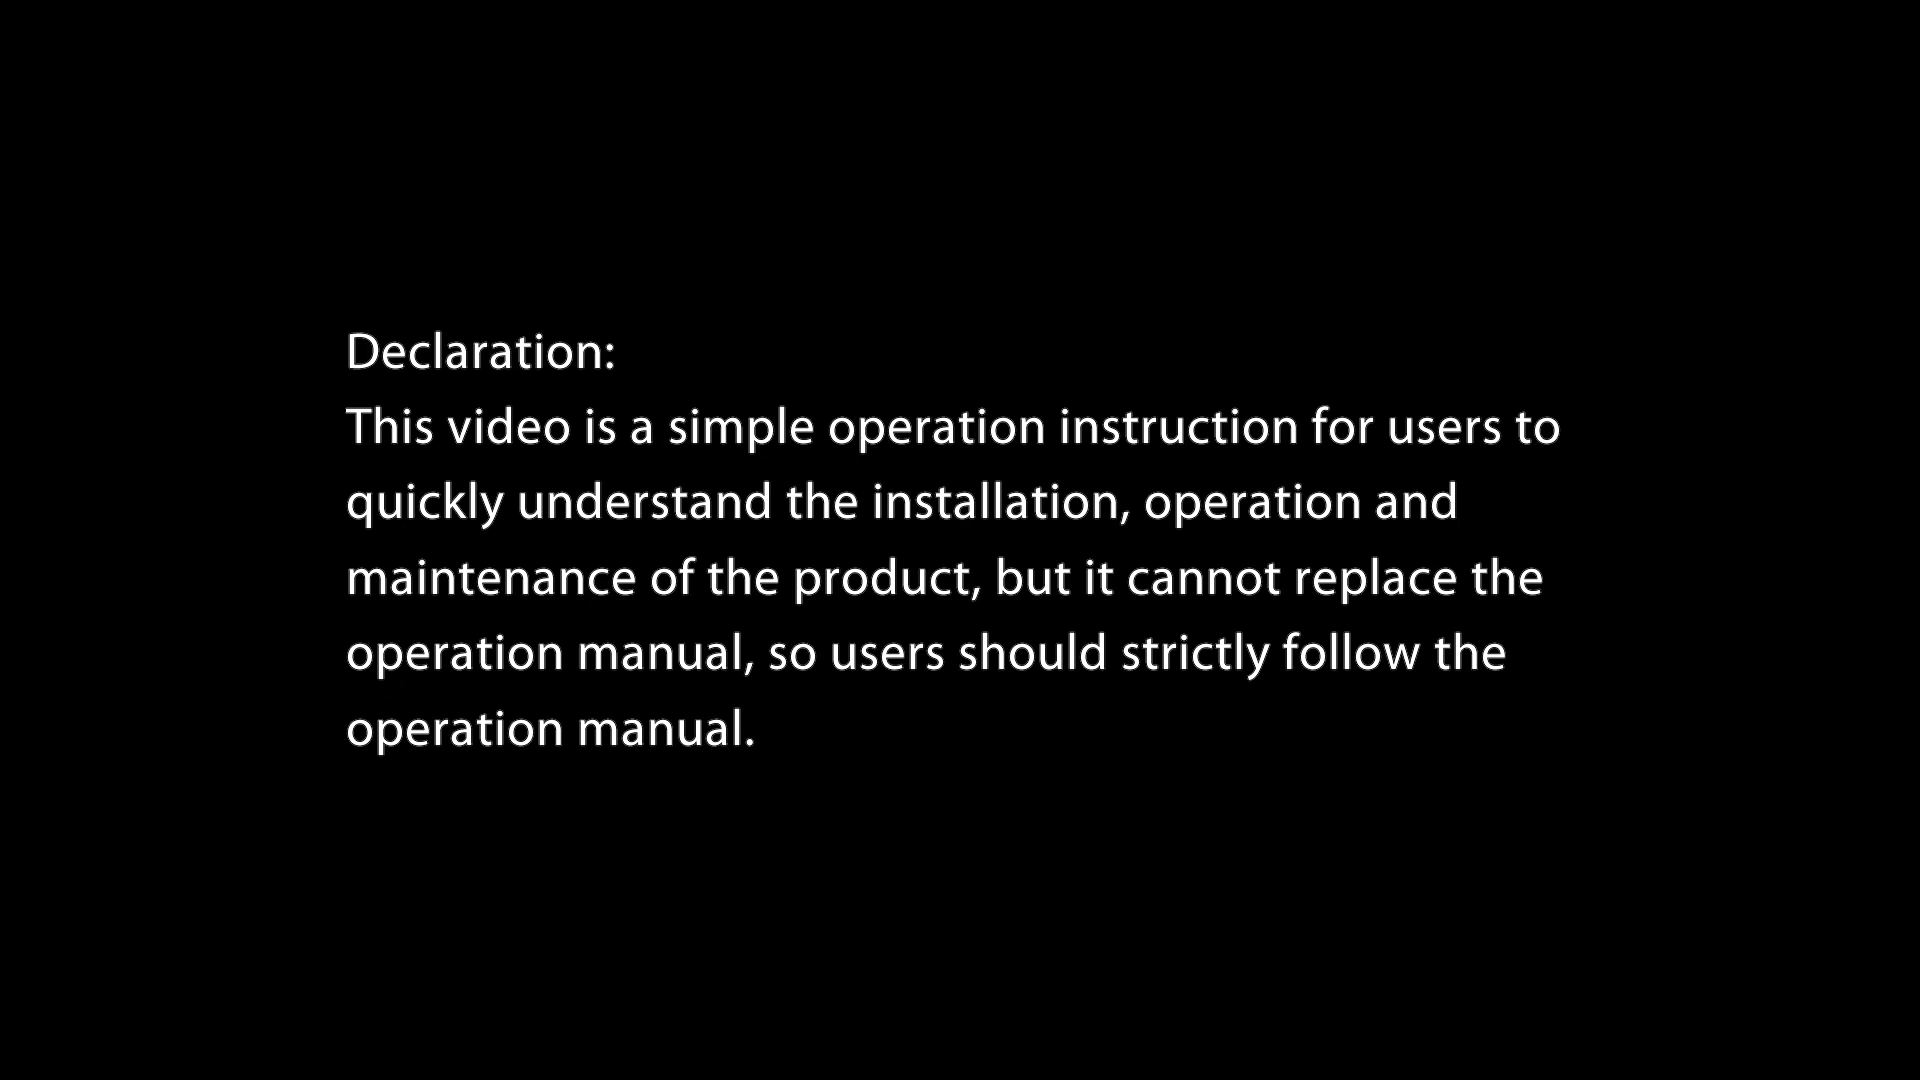 Declaration:
This video is a simple operation instruction for users to
quickly understand the installation, operation and
maintenance of the product, but it cannot replace the
operation manual, so users should strictly follow the
operation manual.